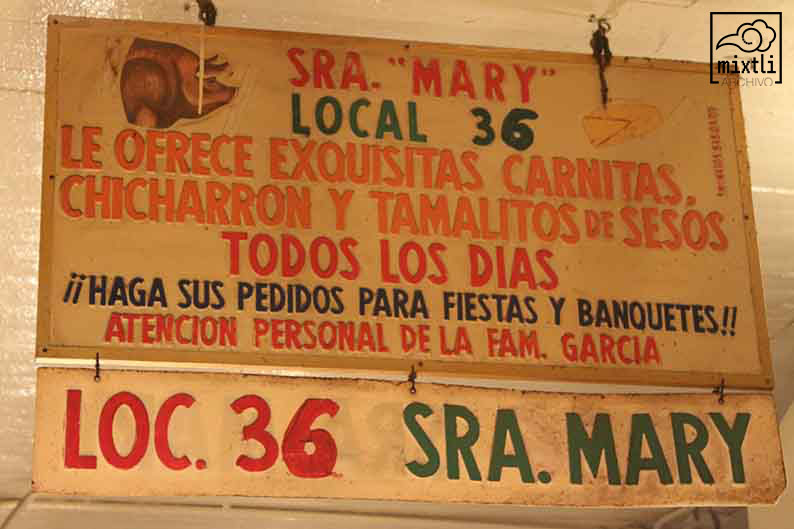 mixtli
ARCHIVO
SRA. "MARY"
LOCAL 36
LE OFRECE EXQUISITAS CARNITAS,
CHICHARRON Y TAMALITOS DE SESOS
TODOS LOS DIAS
¡¡HAGA SUS PEDIDOS PARA FIESTAS Y BANQUETES!!
ATENCION PERSONAL DE LA FAM. GARCIA
LOC. 36 SRA. MARY